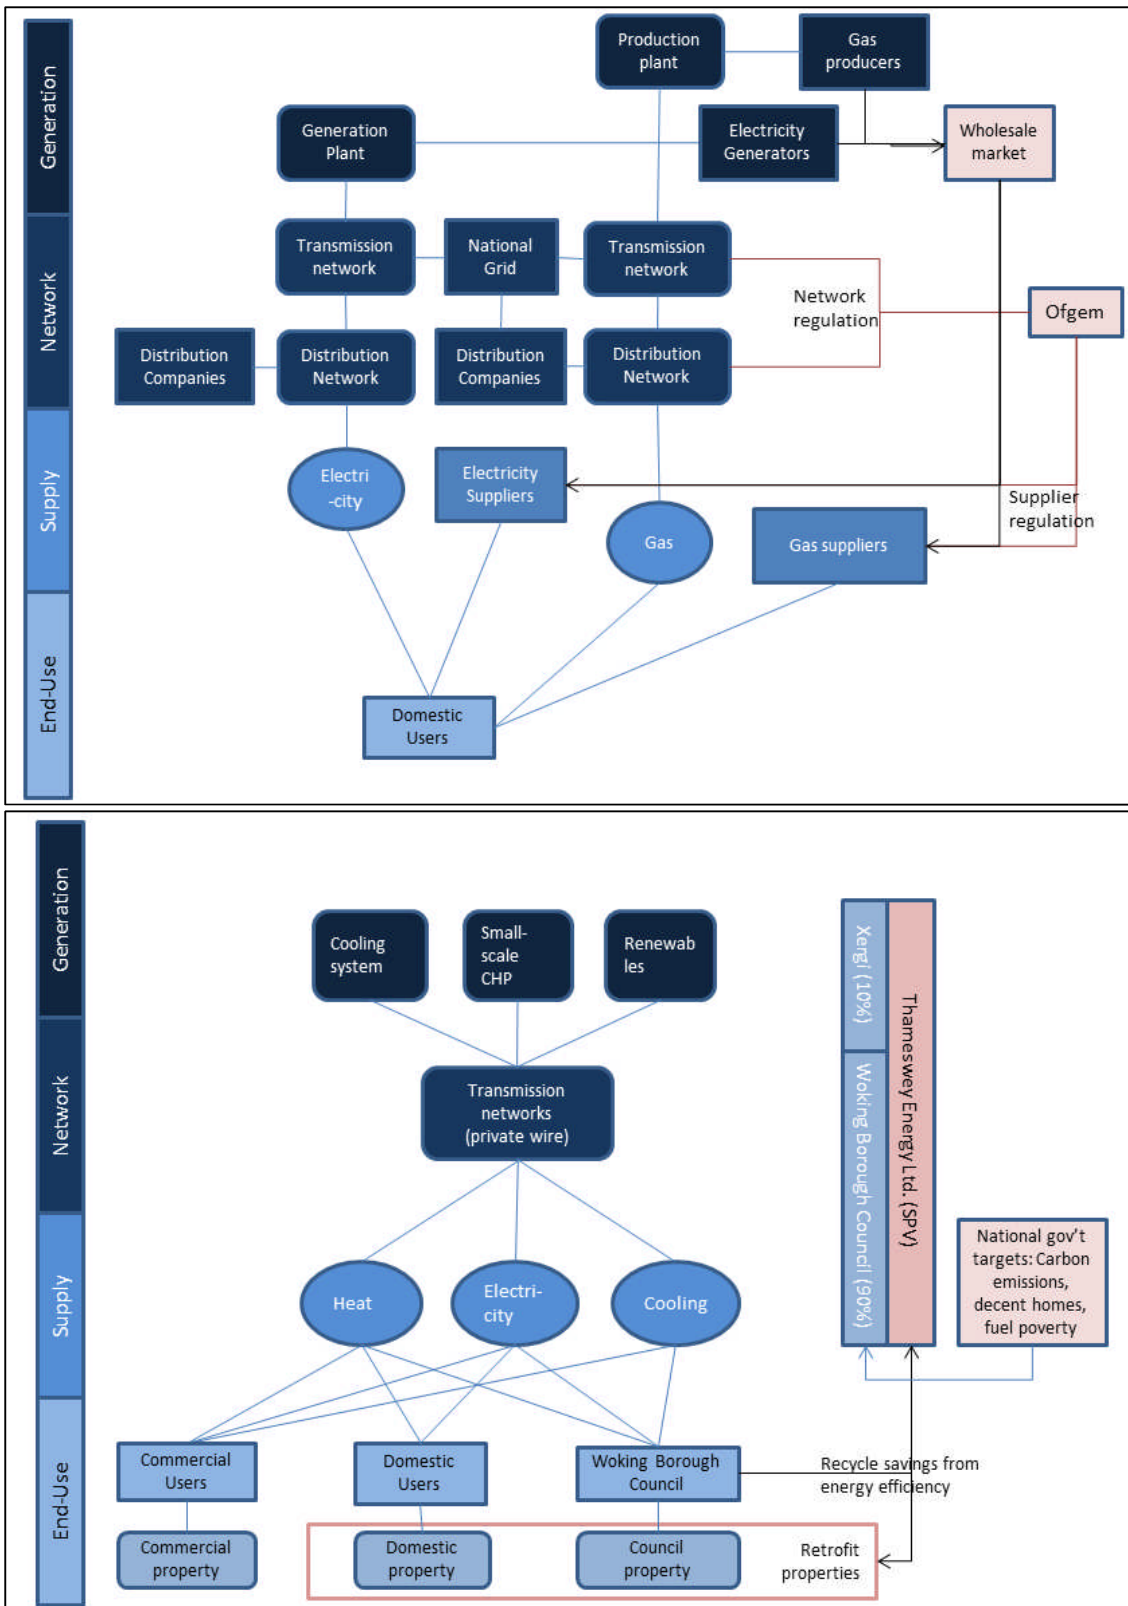 Generation
Network
Supply
End-Use
Production
plant
Gas
producers
Generation
Plant
Electricity
Generators
Wholesale
market
Transmission
network
National
Grid
Transmission
network
Network
regulation
Ofgem
Distribution
Companies
Distribution
Network
Distribution
Companies
Distribution
Network
Electri
-city
Electricity
Suppliers
Gas
Gas suppliers
Supplier
regulation
Domestic
Users
Generation
Network
Supply
End-Use
Cooling
system
Small-
scale
CHP
Renewab
les
Xergi (10%)
Woking Borough Council (90%)
Thameswey Energy Ltd. (SPV)
Transmission
networks
(private wire)
National gov't
targets: Carbon
emissions,
decent homes,
fuel poverty
Heat
Electri-
city
Cooling
Commercial
Users
Domestic
Users
Woking Borough
Council
Recycle savings from
energy efficiency
Commercial
property
Domestic
property
Council
property
Retrofit
properties